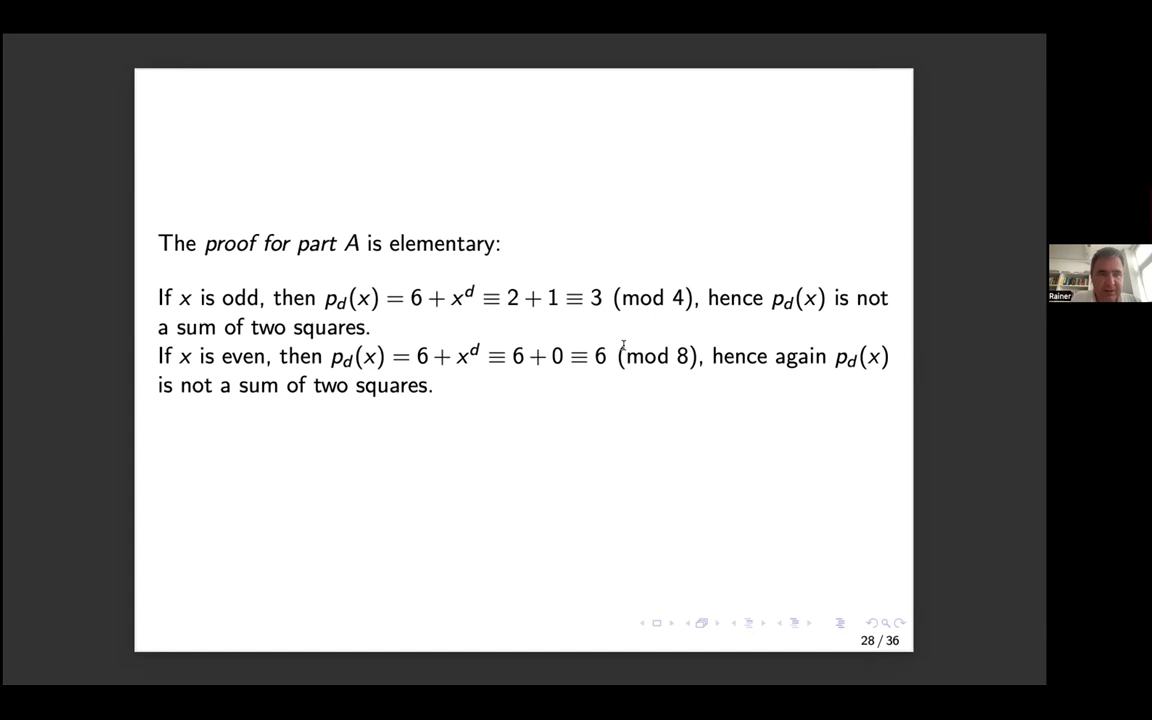 The proof for part A is elementary:
If x is odd, then p_d(x) = 6 + x^d ≡ 2 + 1 ≡ 3 (mod 4), hence p_d(x) is not
a sum of two squares.
If x is even, then p_d(x) = 6 + x^d ≡ 6 + 0 ≡ 6 (mod 8), hence again p_d(x)
is not a sum of two squares.
Rainer
28 / 36